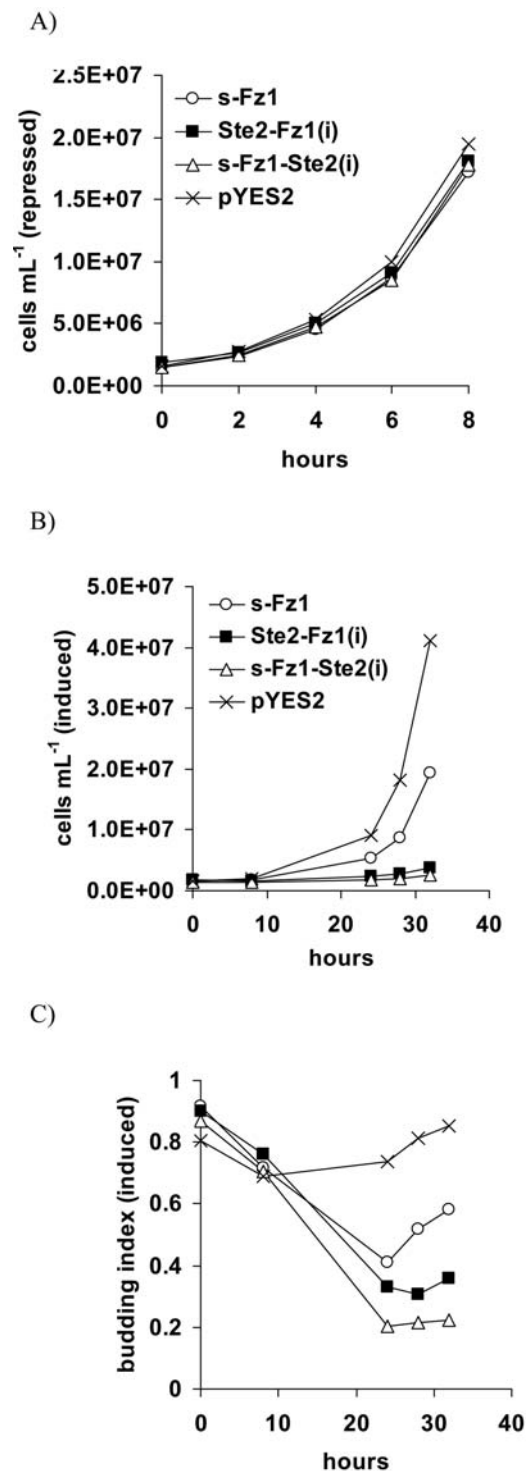 A)
cells mL⁻¹ (repressed)
2.5E+07
2.0E+07
1.5E+07
1.0E+07
5.0E+06
0.0E+00
s-Fz1
Ste2-Fz1(i)
s-Fz1-Ste2(i)
pYES2
0 2 4 6 8
hours
B)
cells mL⁻¹ (induced)
5.0E+07
4.0E+07
3.0E+07
2.0E+07
1.0E+07
0.0E+00
s-Fz1
Ste2-Fz1(i)
s-Fz1-Ste2(i)
pYES2
0 10 20 30 40
hours
C)
budding index (induced)
1
0.8
0.6
0.4
0.2
0
0 10 20 30 40
hours